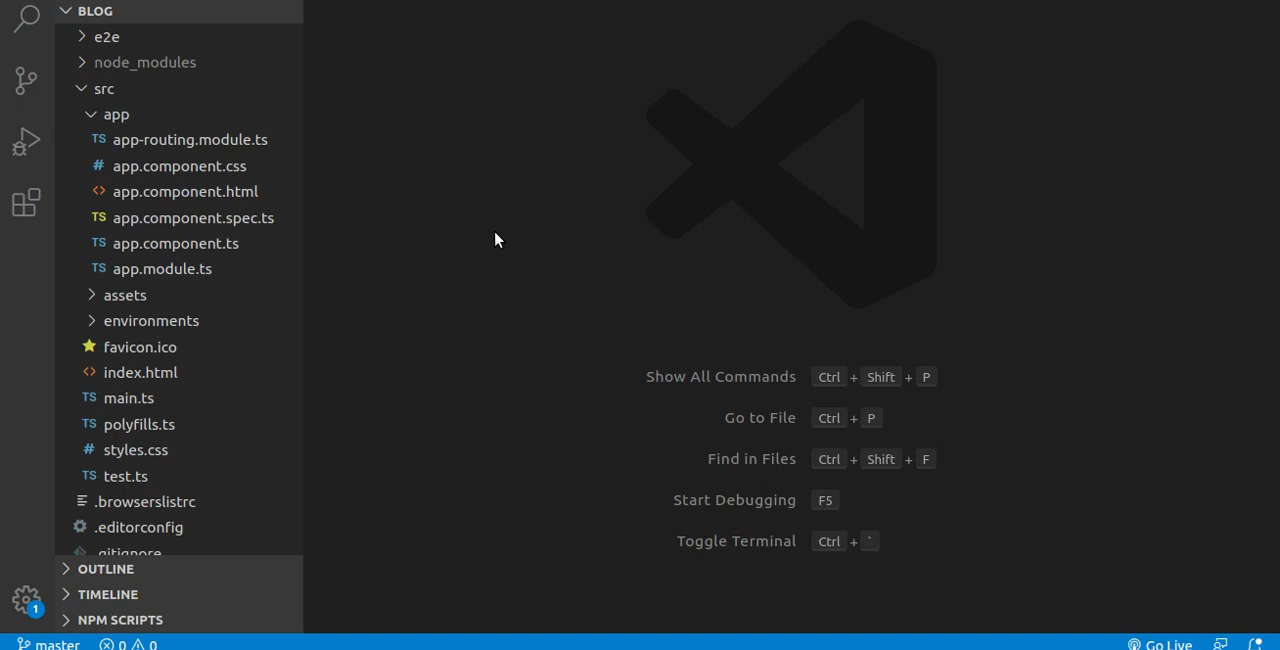 BLOG
e2e
node_modules
src
app
TS app-routing.module.ts
# app.component.css
<> app.component.html
TS app.component.spec.ts
TS app.component.ts
TS app.module.ts
assets
environments
favicon.ico
<> index.html
TS main.ts
TS polyfills.ts
# styles.css
TS test.ts
.browserslistrc
.editorconfig
.gitignore
OUTLINE
TIMELINE
NPM SCRIPTS
1
master 0 0
Show All Commands Ctrl + Shift + P
Go to File Ctrl + P
Find in Files Ctrl + Shift + F
Start Debugging F5
Toggle Terminal Ctrl + `
Go Live